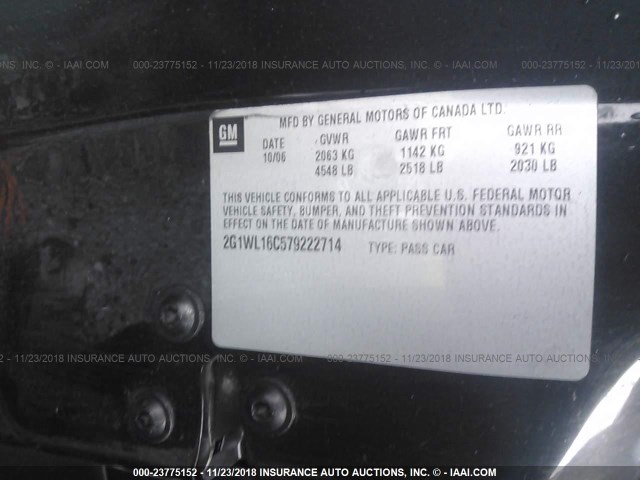 000-23775152 - 11/23/2018 INSURANCE AUTO AUCTIONS, INC. - © - IAAI.COM
GM
MFD BY GENERAL MOTORS OF CANADA LTD.
DATE GVWR GAWR FRT GAWR RR
10/06 2063 KG 1142 KG 921 KG
4548 LB 2518 LB 2030 LB
THIS VEHICLE CONFORMS TO ALL APPLICABLE U.S. FEDERAL MOTOR
VEHICLE SAFETY, BUMPER, AND THEFT PREVENTION STANDARDS IN
EFFECT ON THE DATE OF MANUFACTURE SHOWN ABOVE.
2G1WL16C579222714 TYPE: PASS CAR
000-23775152 - 11/23/2018 INSURANCE AUTO AUCTIONS, INC. - © - IAAI.COM
000-23775152 - 11/23/2018 INSURANCE AUTO AUCTIONS, INC. - © - IAAI.COM